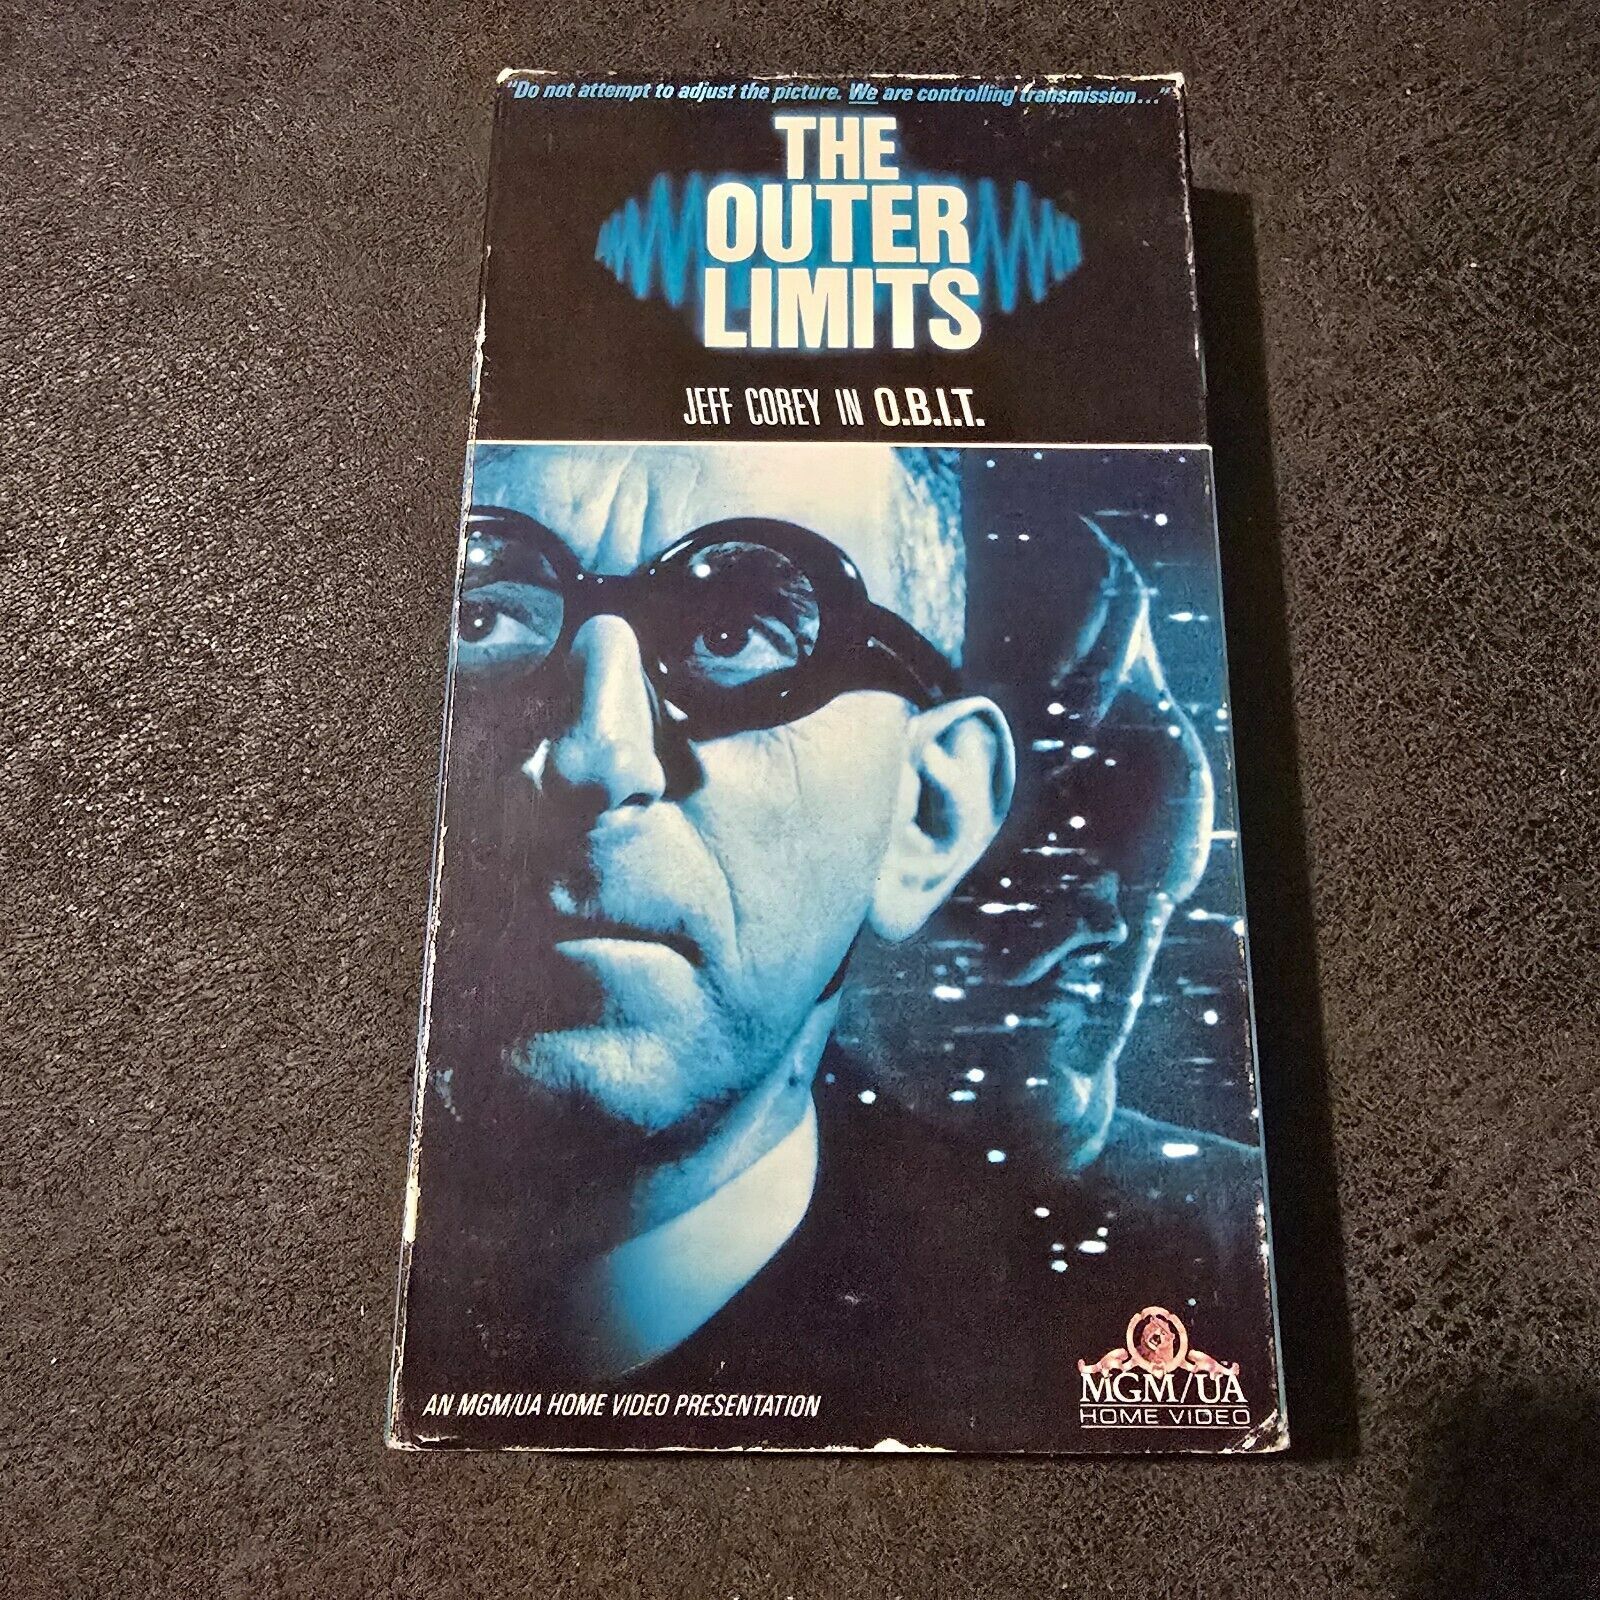 "Do not attempt to adjust the picture. We are controlling transmission..."
THE
OUTER
LIMITS
JEFF COREY IN O.B.I.T.
AN MGM/UA HOME VIDEO PRESENTATION
MGM/UA
HOME VIDEO